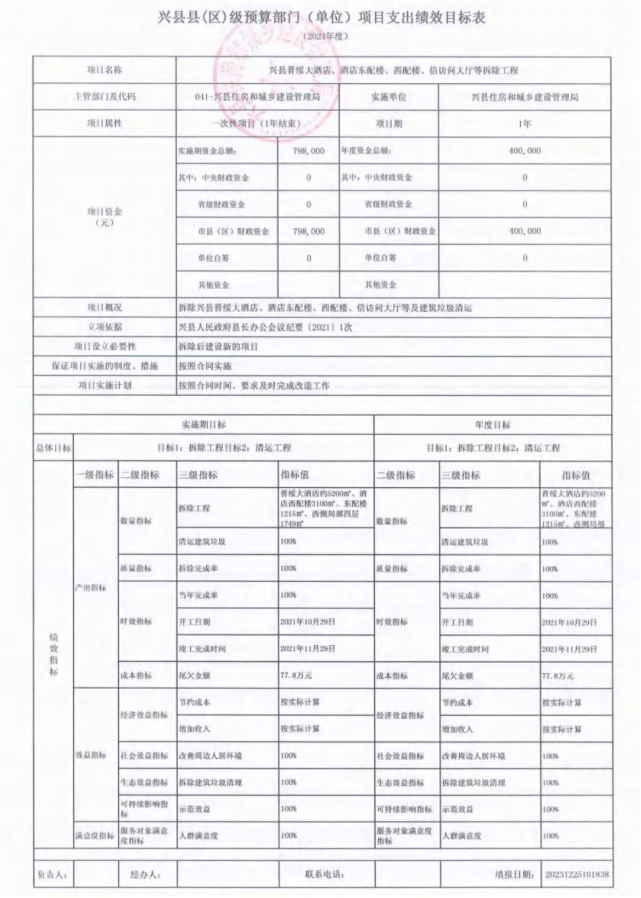 兴县县(区)级预算部门（单位）项目支出绩效目标表
（2024年度）
项目名称 兴县晋绥大酒店、酒店东配楼、西配楼、信访问大厅等拆除工程
主管部门及代码 041-兴县住房和城乡建设管理局 实施单位 兴县住房和城乡建设管理局
项目属性 一次性项目（1年结束） 项目期 1年
项目资金（元）
实施期资金总额： 798,000 年度资金总额： 400,000
其中：中央财政资金 0 其中：中央财政资金 0
省级财政资金 0 省级财政资金 0
市县（区）财政资金 798,000 市县（区）财政资金 400,000
单位自筹 0 单位自筹 0
其他资金 其他资金
项目概况 拆除兴县晋绥大酒店、酒店东配楼、西配楼、信访问大厅等及建筑垃圾清运
立项依据 兴县人民政府县长办公会议纪要〔2021〕1次
项目设立必要性 拆除后建设新的项目
保证项目实施的制度、措施 按照合同实施
项目实施计划 按照合同时间、要求及时完成改造工作
实施期目标 年度目标
总体目标 目标1：拆除工程目标2：清运工程 目标1：拆除工程目标2：清运工程
绩效指标
一级指标 二级指标 三级指标 指标值 二级指标 三级指标 指标值
产出指标
数量指标 拆除工程 晋绥大酒店约5200㎡、酒店西配楼3100㎡、东配楼1215㎡、西侧局部四层1749㎡ 数量指标 拆除工程 晋绥大酒店约5200㎡、酒店西配楼3100㎡、东配楼1215㎡、西侧局部
清运建筑垃圾 100% 清运建筑垃圾 100%
质量指标 拆除完成率 100% 质量指标 拆除完成率 100%
时效指标 当年完成率 100% 时效指标 当年完成率 100%
开工日期 2021年10月29日 开工日期 2021年10月29日
竣工完成时间 2021年11月29日 竣工完成时间 2021年11月29日
成本指标 尾欠金额 77.8万元 成本指标 尾欠金额 77.8万元
效益指标
经济效益指标 节约成本 按实际计算 经济效益指标 节约成本 按实际计算
增加收入 按实际计算 增加收入 按实际计算
社会效益指标 改善周边人居环境 100% 社会效益指标 改善周边人居环境 100%
生态效益指标 拆除建筑垃圾清理 100% 生态效益指标 拆除建筑垃圾清理 100%
可持续影响指标 示范效益 100% 可持续影响指标 示范效益 100%
满意度指标 服务对象满意度指标 人群满意度 100% 服务对象满意度指标 人群满意度 100%
负责人： 经办人： 联系电话： 填报日期： 20231225101838